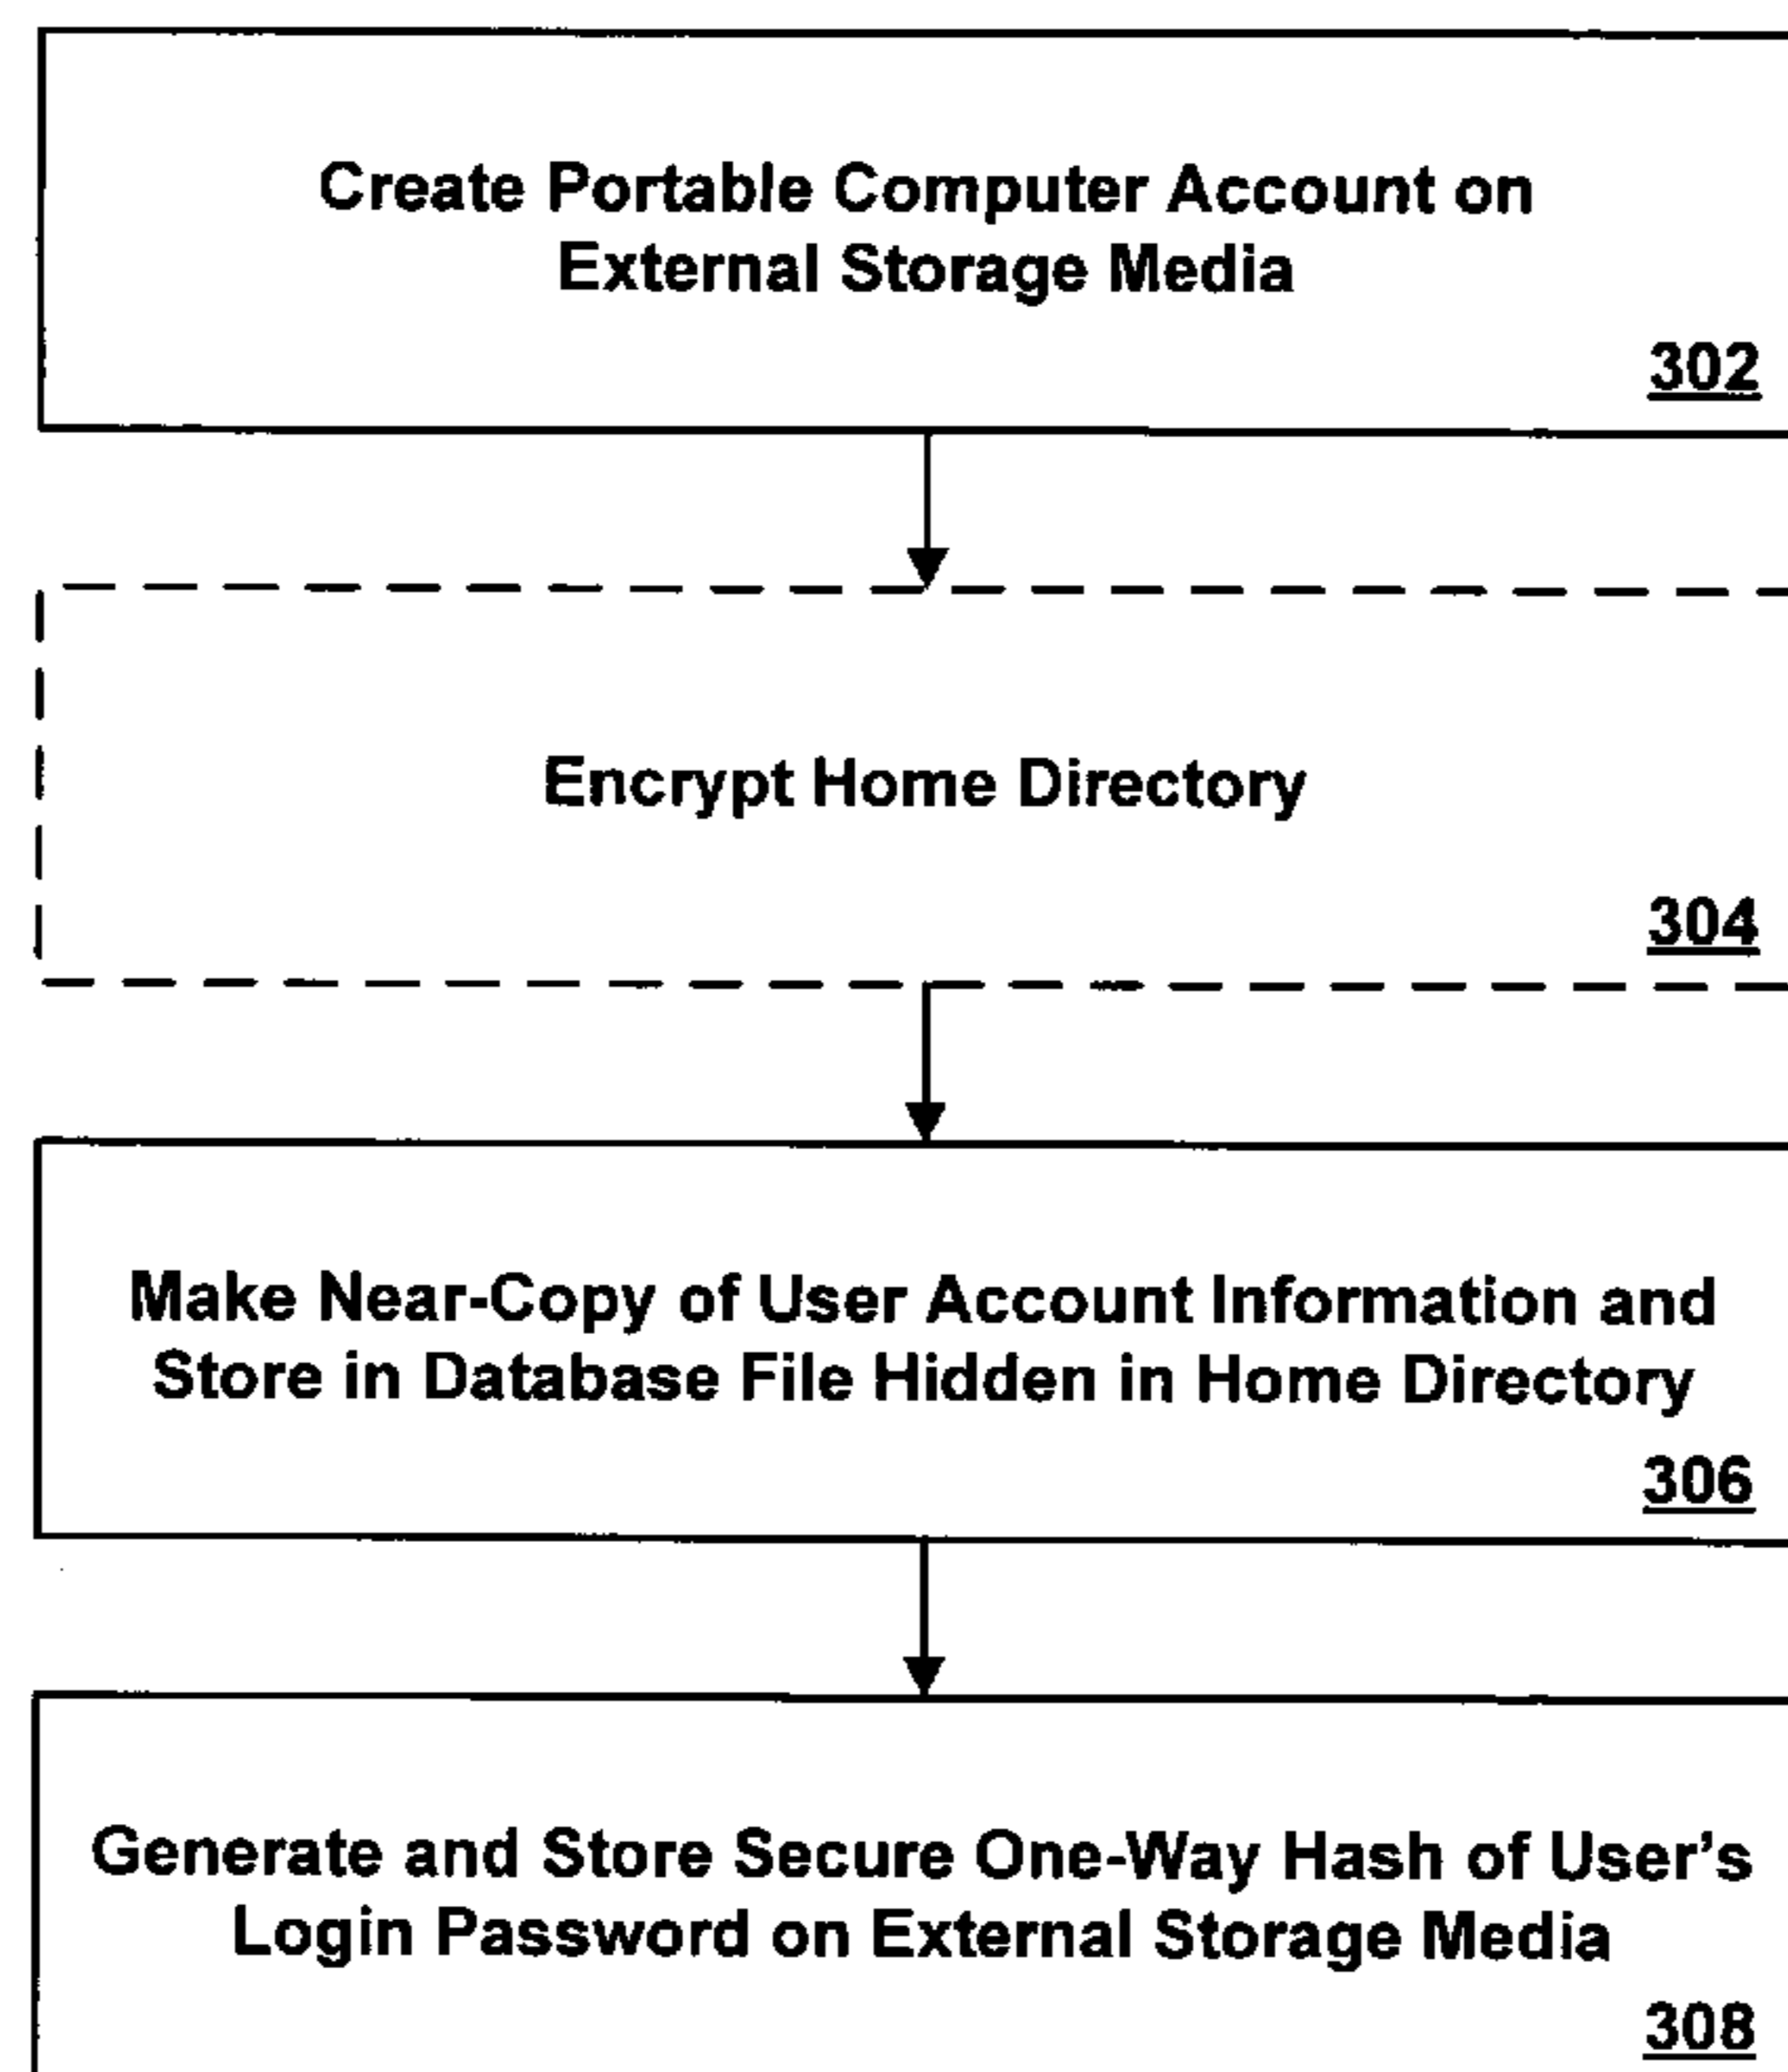 Create Portable Computer Account on
External Storage Media
302
Encrypt Home Directory
304
Make Near-Copy of User Account Information and
Store in Database File Hidden in Home Directory
306
Generate and Store Secure One-Way Hash of User's
Login Password on External Storage Media
308